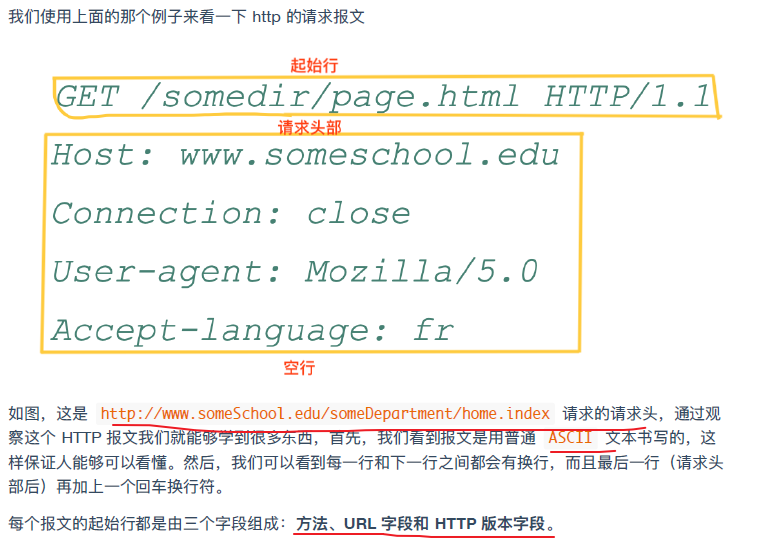 我们使用上面的那个例子来看一下 http 的请求报文
起始行
GET /somedir/page.html HTTP/1.1
请求头部
Host: www.someschool.edu
Connection: close
User-agent: Mozilla/5.0
Accept-language: fr
空行
如图，这是 http://www.someSchool.edu/someDepartment/home.index 请求的请求头，通过观
察这个 HTTP 报文我们就能够学到很多东西，首先，我们看到报文是用普通 ASCII 文本书写的，这
样保证人能够可以看懂。然后，我们可以看到每一行和下一行之间都会有换行，而且最后一行（请求头
部后）再加上一个回车换行符。
每个报文的起始行都是由三个字段组成：方法、URL 字段和 HTTP 版本字段。